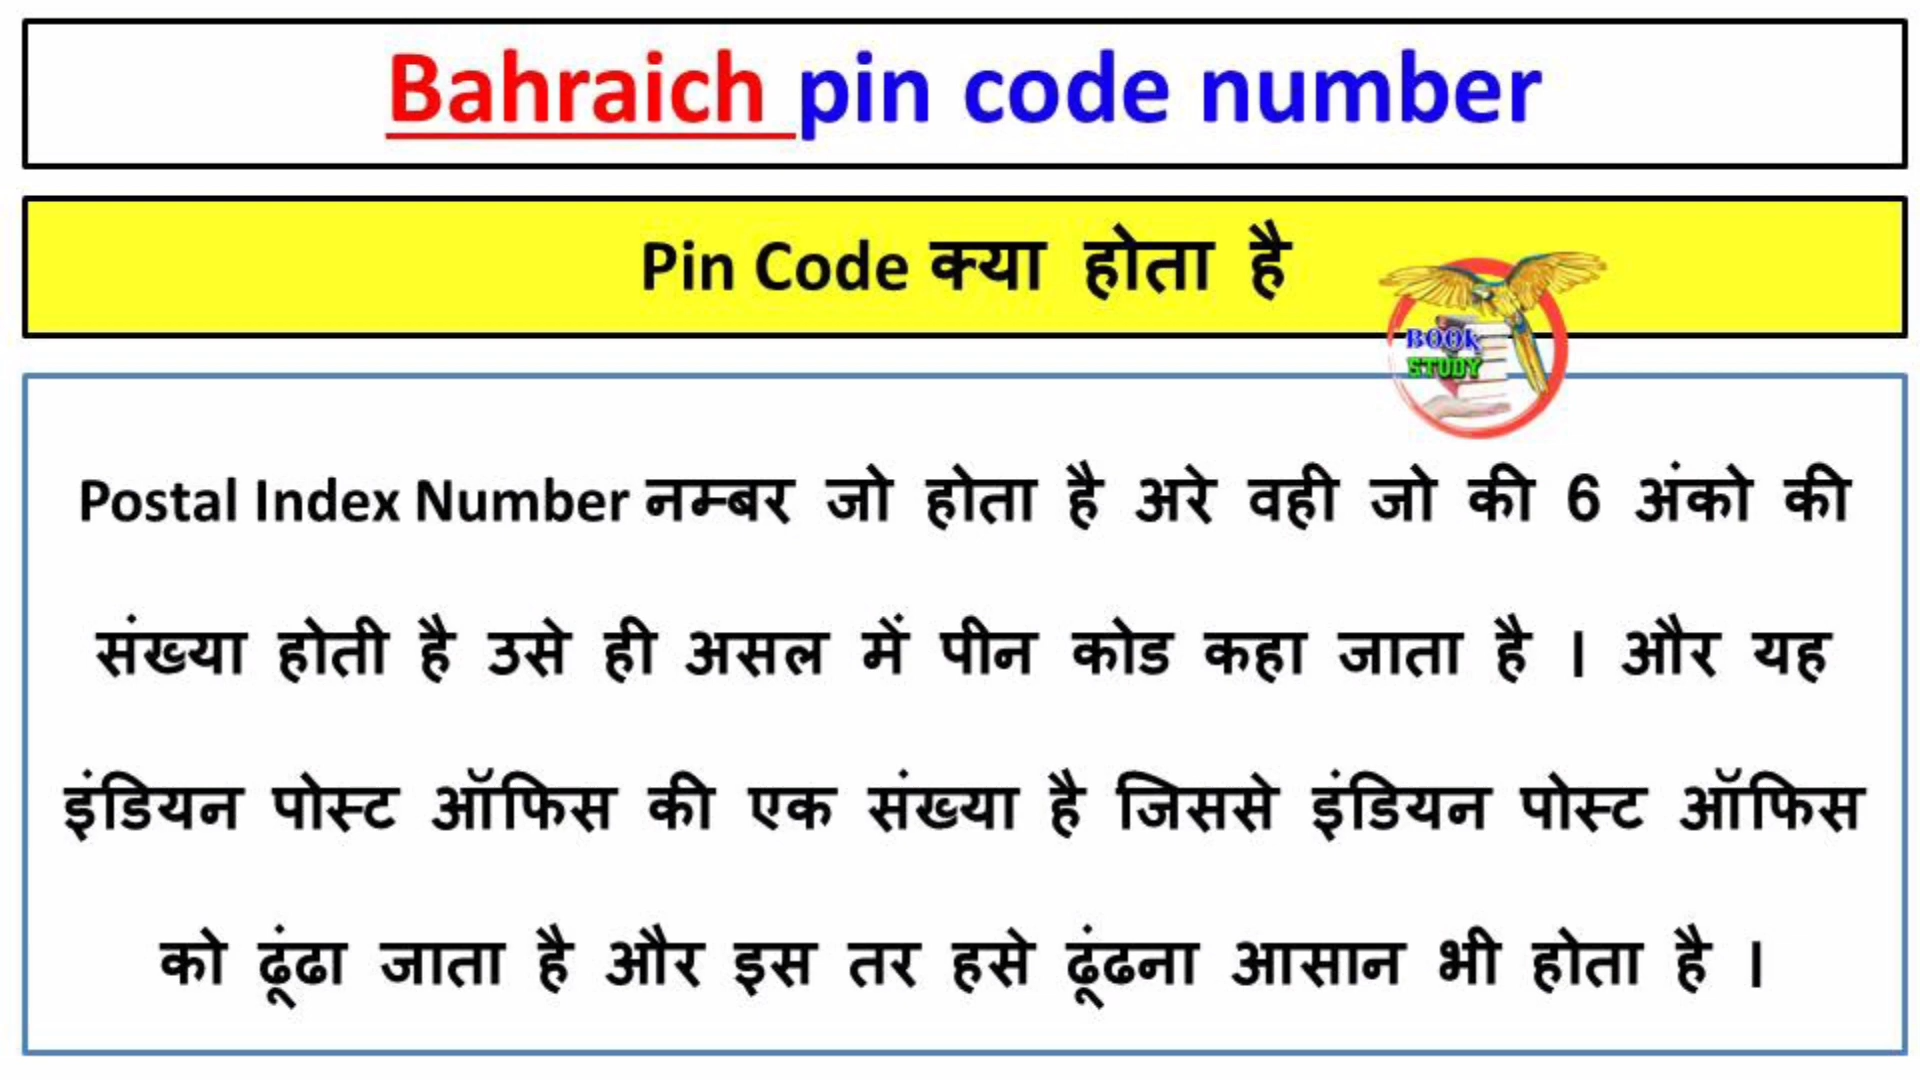 Bahraich pin code number
Pin Code क्या होता है
BOOK
STUDY
Postal Index Number नम्बर जो होता है अरे वही जो की 6 अंको की
संख्या होती है उसे ही असल में पीन कोड कहा जाता है । और यह
इंडियन पोस्ट ऑफिस की एक संख्या है जिससे इंडियन पोस्ट ऑफिस
को ढूंढा जाता है और इस तर हसे ढूंढना आसान भी होता है ।